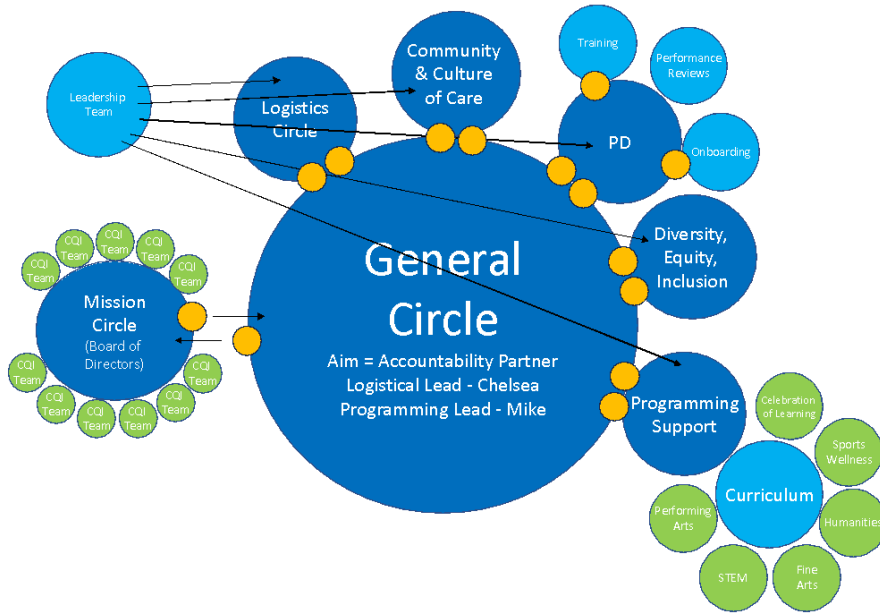 Leadership
Team
Logistics
Circle
Community
& Culture
of Care
Training
Performance
Reviews
PD
Onboarding
Diversity,
Equity,
Inclusion
General
Circle
Aim = Accountability Partner
Logistical Lead - Chelsea
Programming Lead - Mike
CQI
Team
CQI
Team
CQI
Team
CQI
Team
CQI
Team
Mission
Circle
(Board of
Directors)
CQI
Team
CQI
Team
CQI
Team
CQI
Team
CQI
Team
CQI
Team
Programming
Support
Celebration
of Learning
Sports
Wellness
Curriculum
Performing
Arts
Humanities
STEM
Fine
Arts